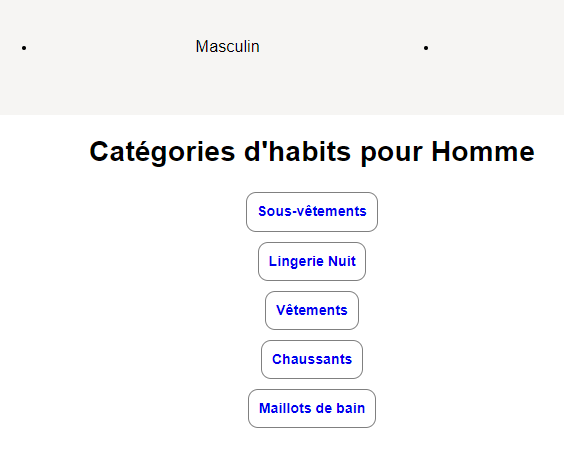 Masculin
Catégories d'habits pour Homme
Sous-vêtements
Lingerie Nuit
Vêtements
Chaussants
Maillots de bain